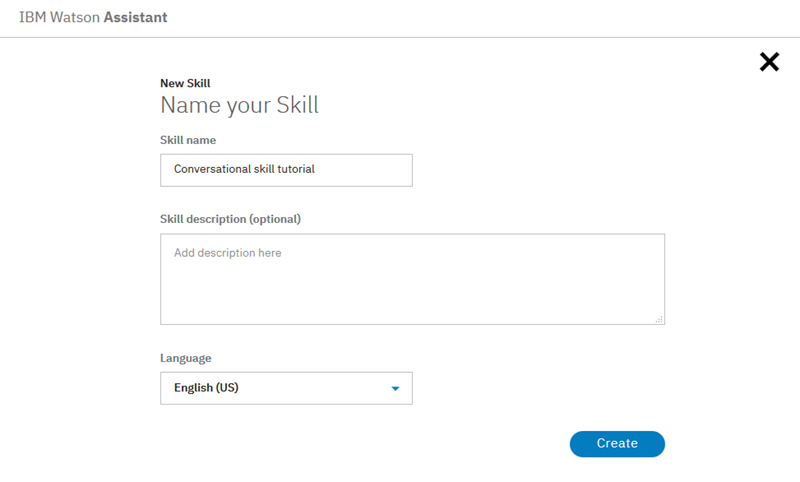 IBM Watson Assistant
New Skill
Name your Skill
Skill name
Conversational skill tutorial
Skill description (optional)
Add description here
Language
English (US)
Create